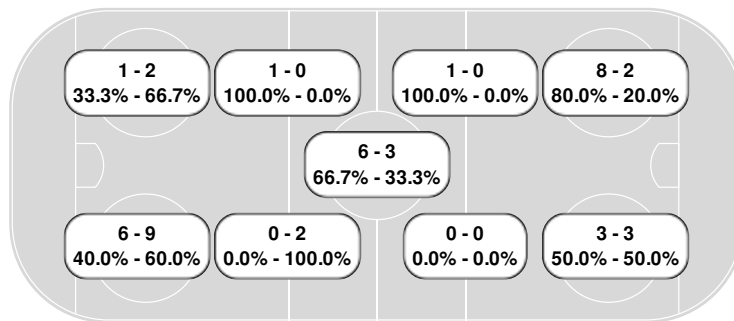 1 - 2
33.3% - 66.7%
1 - 0
100.0% - 0.0%
1 - 0
100.0% - 0.0%
8 - 2
80.0% - 20.0%
6 - 3
66.7% - 33.3%
6 - 9
40.0% - 60.0%
0 - 2
0.0% - 100.0%
0 - 0
0.0% - 0.0%
3 - 3
50.0% - 50.0%